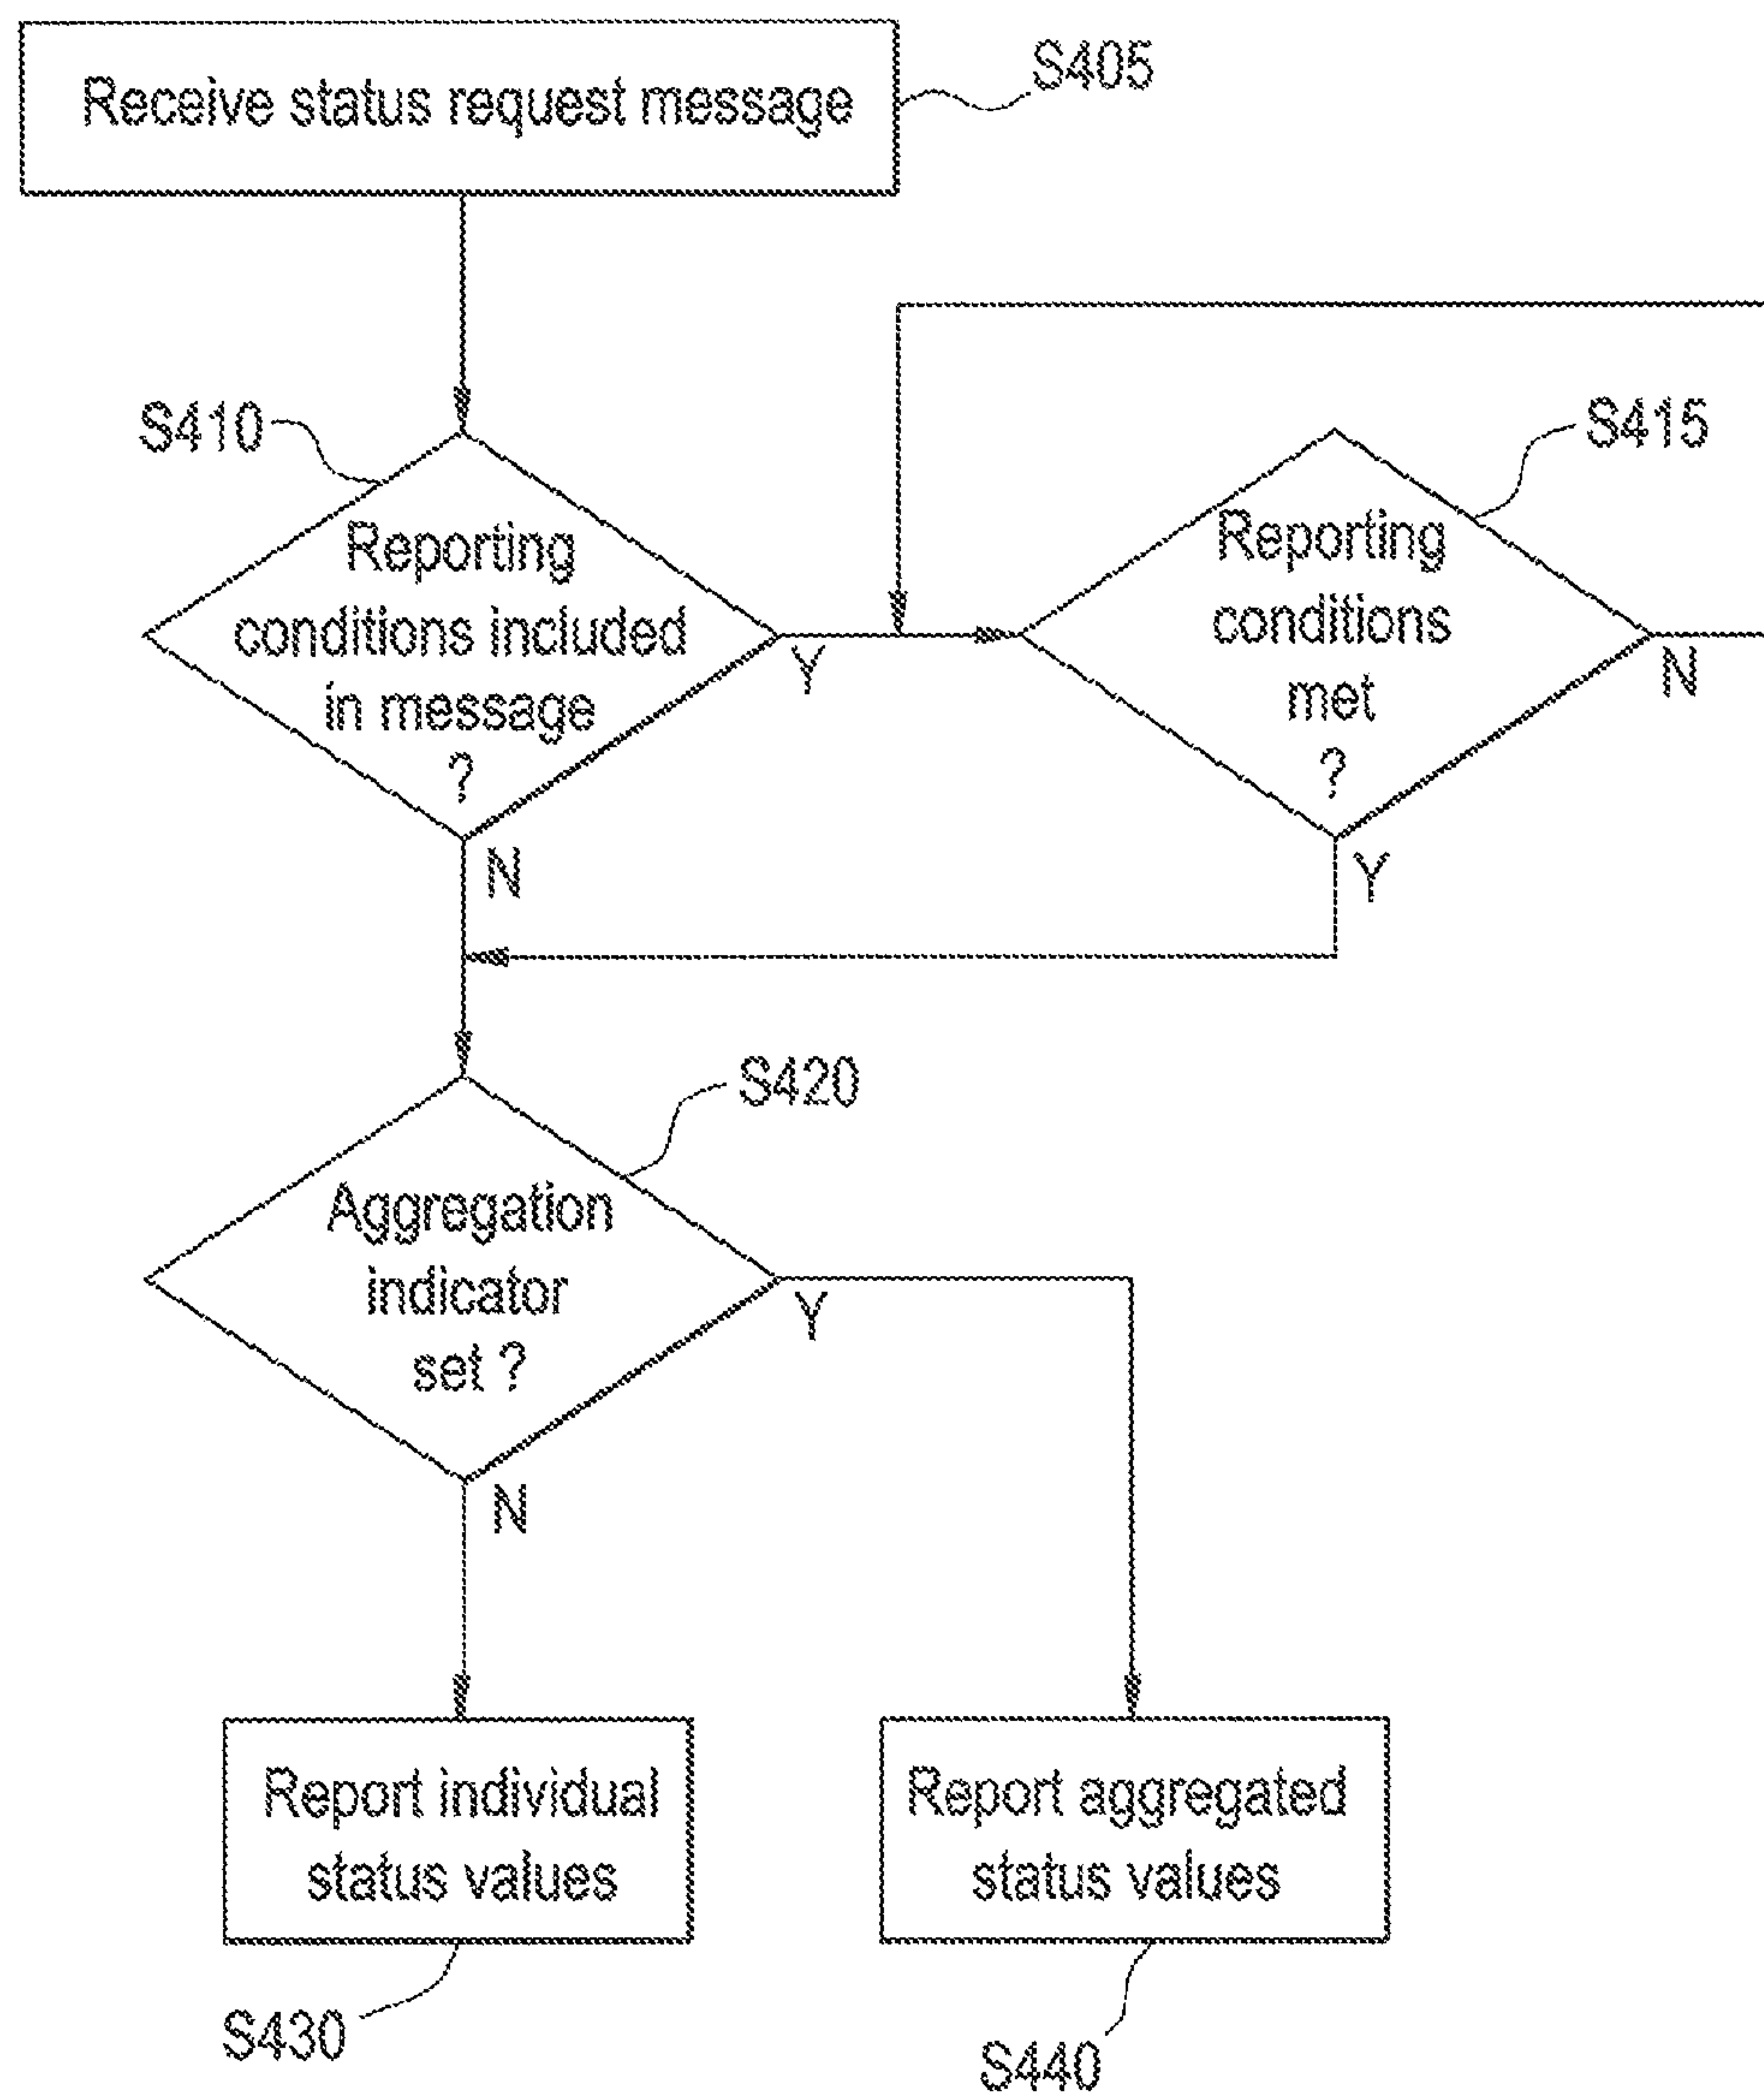 Receive status request message
S405
S410
Reporting
conditions included
in message
?
Y
N
S415
Reporting
conditions
met
?
N
Y
S420
Aggregation
indicator
set ?
Y
N
Report individual
status values
S430
Report aggregated
status values
S440